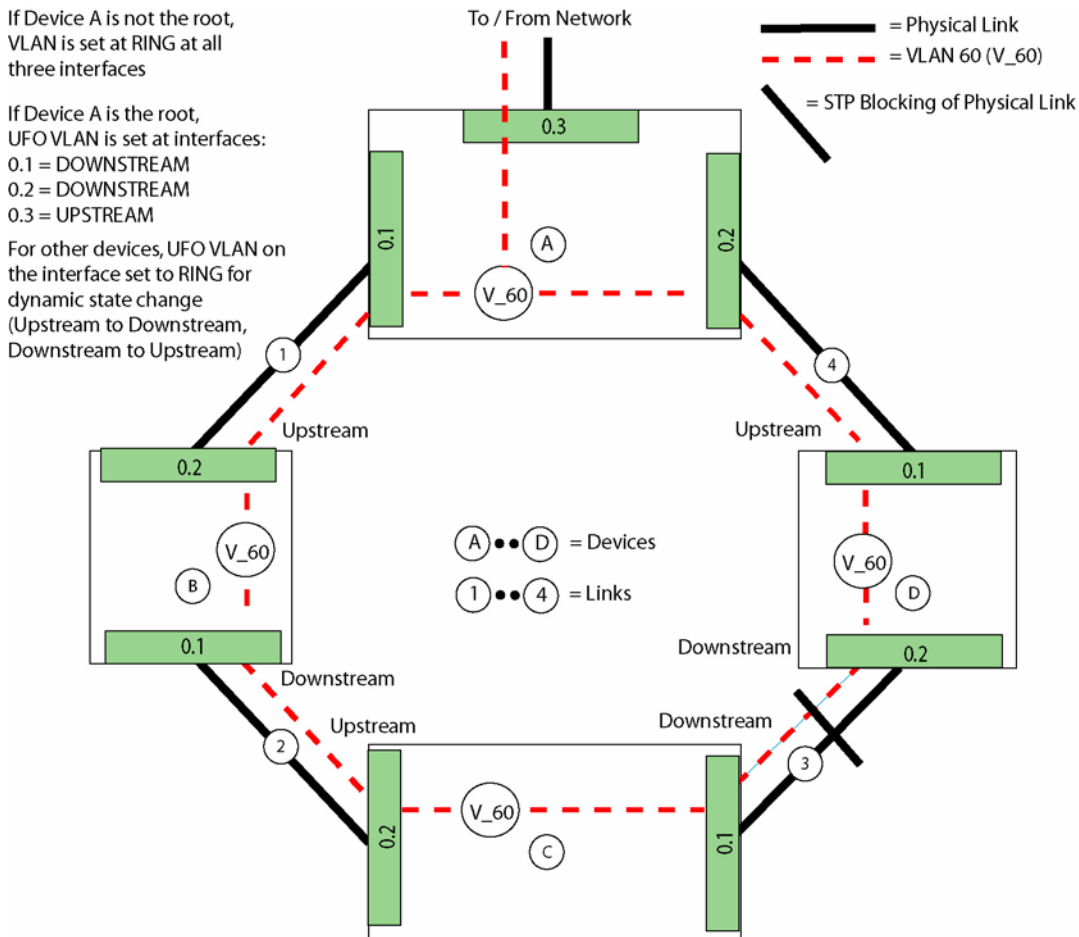 If Device A is not the root,
VLAN is set at RING at all
three interfaces
If Device A is the root,
UFO VLAN is set at interfaces:
0.1 = DOWNSTREAM
0.2 = DOWNSTREAM
0.3 = UPSTREAM
For other devices, UFO VLAN on
the interface set to RING for
dynamic state change
(Upstream to Downstream,
Downstream to Upstream)
To / From Network
= Physical Link
= VLAN 60 (V_60)
= STP Blocking of Physical Link
0.3
0.1
0.2
A
V_60
1
4
Upstream
Upstream
0.2
0.1
V_60
B
V_60
D
A D = Devices
1 4 = Links
0.1
0.2
Downstream
Downstream
Upstream
Downstream
2
3
0.2
V_60
0.1
C